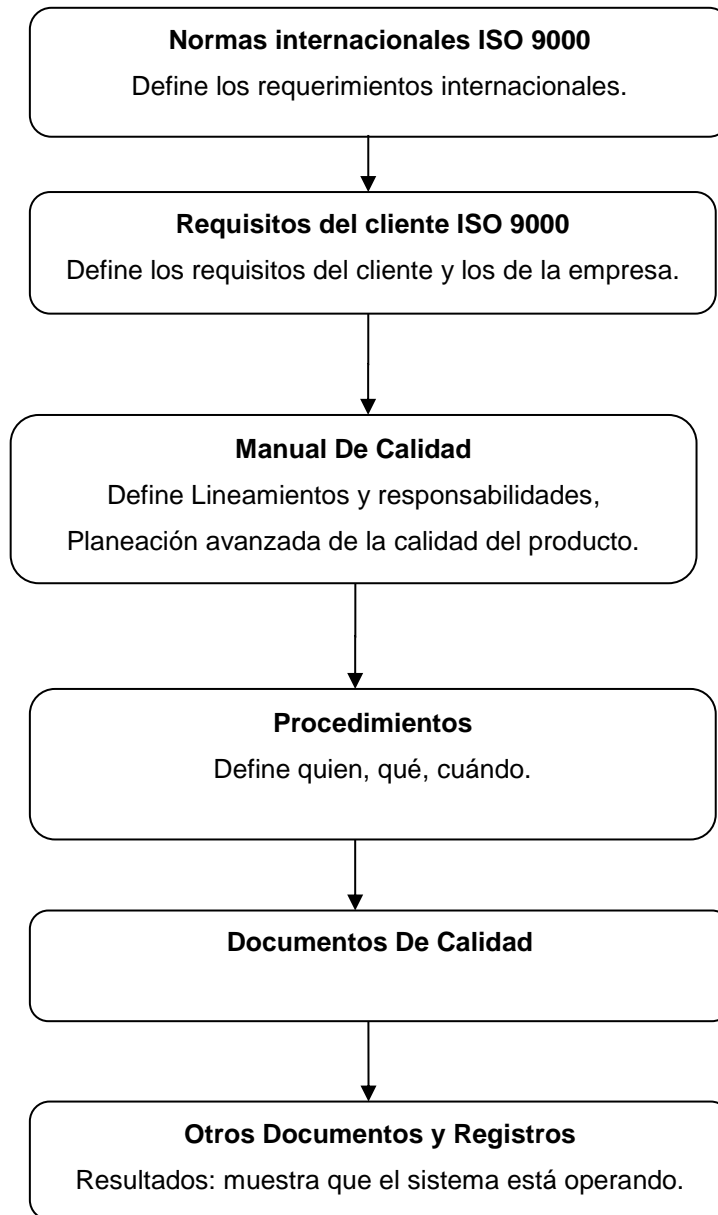 Normas internacionales ISO 9000
Define los requerimientos internacionales.
Requisitos del cliente ISO 9000
Define los requisitos del cliente y los de la empresa.
Manual De Calidad
Define Lineamientos y responsabilidades,
Planeación avanzada de la calidad del producto.
Procedimientos
Define quien, qué, cuándo.
Documentos De Calidad
Otros Documentos y Registros
Resultados: muestra que el sistema está operando.